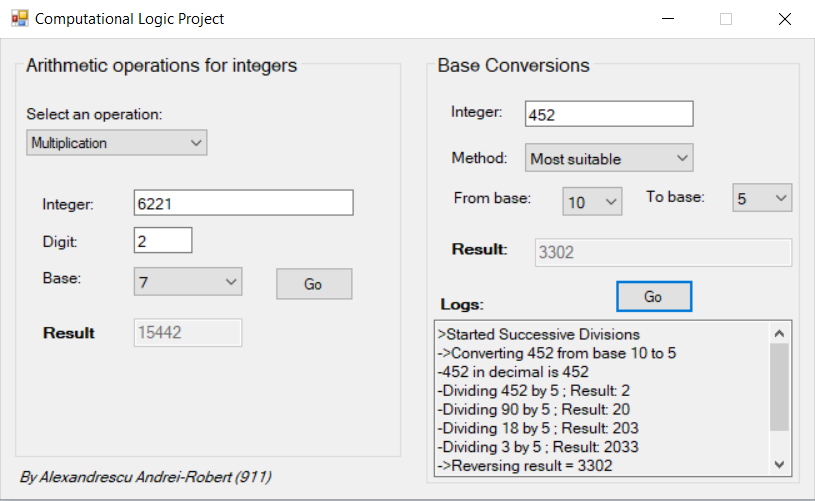 Computational Logic Project
Arithmetic operations for integers
Select an operation:
Multiplication
Integer: 6221
Digit: 2
Base: 7 Go
Result 15442
By Alexandrescu Andrei-Robert (911)
Base Conversions
Integer: 452
Method: Most suitable
From base: 10 To base: 5
Result: 3302
Go
Logs:
>Started Successive Divisions
->Converting 452 from base 10 to 5
-452 in decimal is 452
-Dividing 452 by 5 ; Result: 2
-Dividing 90 by 5 ; Result: 20
-Dividing 18 by 5 ; Result: 203
-Dividing 3 by 5 ; Result: 2033
->Reversing result = 3302